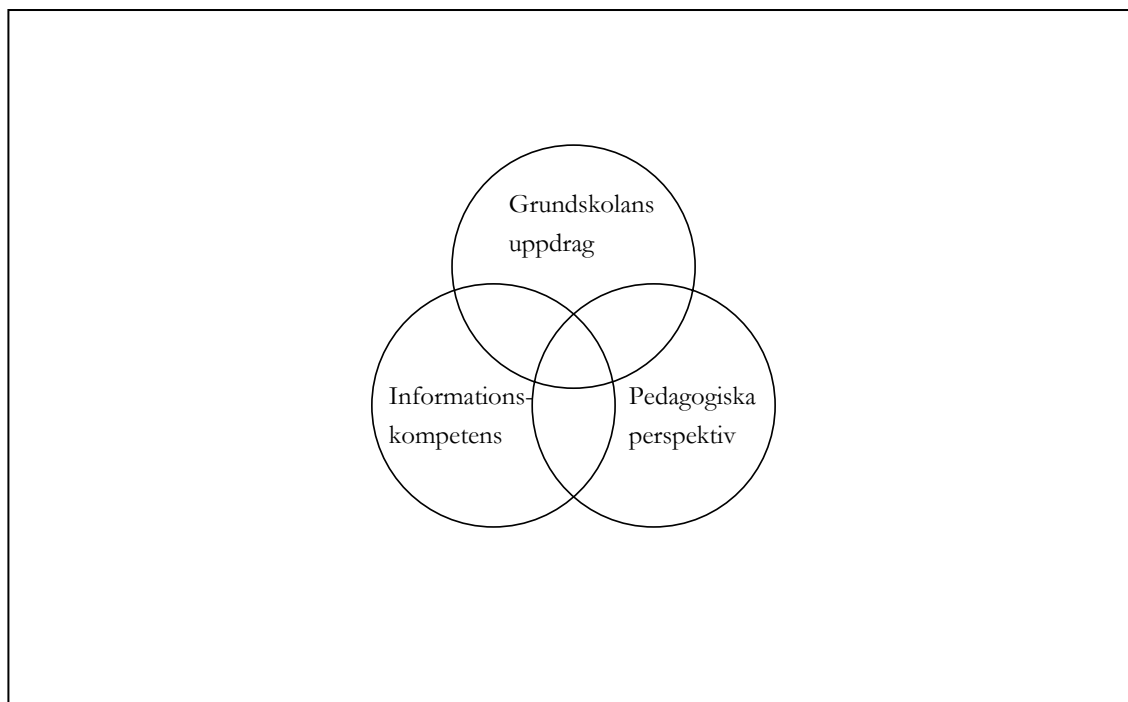 Grundskolans
uppdrag
Informations-
kompetens
Pedagogiska
perspektiv